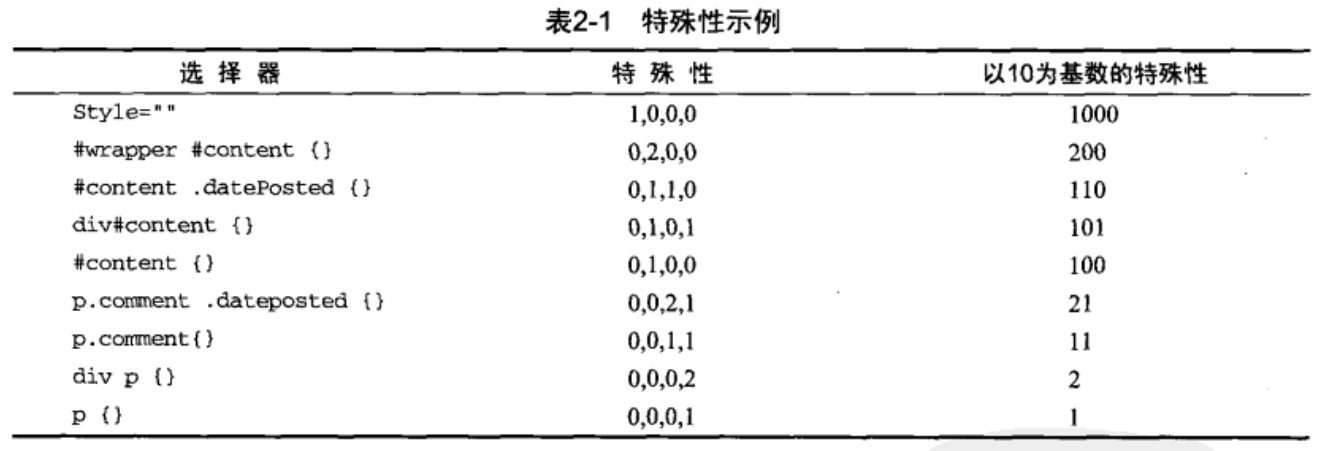 表2-1 特殊性示例
选 择 器 特 殊 性 以10为基数的特殊性
Style="" 1,0,0,0 1000
#wrapper #content {} 0,2,0,0 200
#content .datePosted {} 0,1,1,0 110
div#content {} 0,1,0,1 101
#content {} 0,1,0,0 100
p.comment .dateposted {} 0,0,2,1 21
p.comment{} 0,0,1,1 11
div p {} 0,0,0,2 2
p {} 0,0,0,1 1